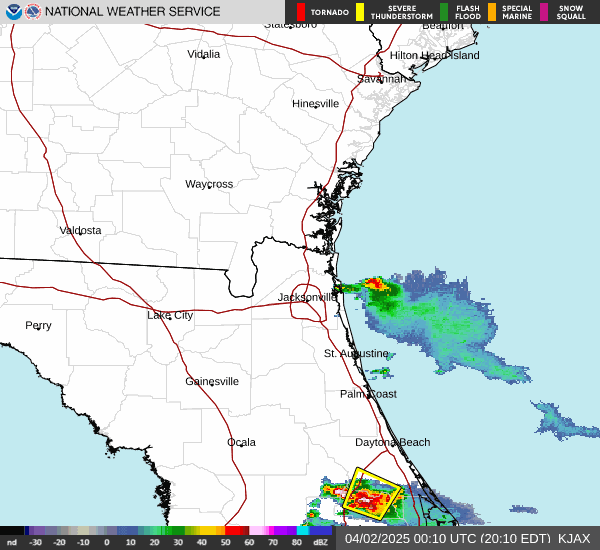 NATIONAL WEATHER SERVICE
TORNADO
SEVERE
THUNDERSTORM
FLASH
FLOOD
SPECIAL
MARINE
SNOW
SQUALL
Statesboro
Beaufort
Vidalia
Hilton Head Island
Savannah
Hinesville
Waycross
Valdosta
Jacksonville
Lake City
Perry
St. Augustine
Gainesville
Palm Coast
Ocala
Daytona Beach
nd -30 -20 -10 0 10 20 30 40 50 60 70 80 dBZ
04/02/2025 00:10 UTC (20:10 EDT) KJAX